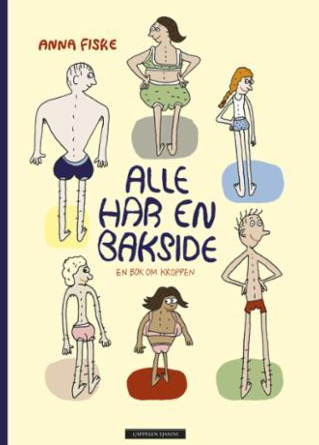 ANNA FISKE
ALLE
HAR EN
BAKSIDE
EN BOK OM KROPPEN
CAPPELEN DAMM